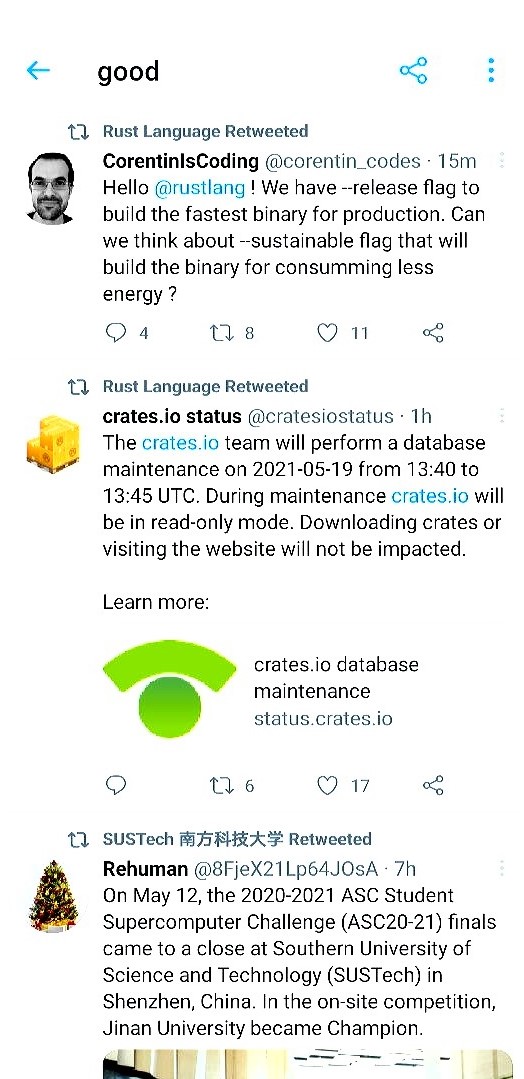 good
Rust Language Retweeted
CorentinIsCoding @corentin_codes · 15m
Hello @rustlang ! We have --release flag to
build the fastest binary for production. Can
we think about --sustainable flag that will
build the binary for consumming less
energy ?
4 8 11
Rust Language Retweeted
crates.io status @cratesiostatus · 1h
The crates.io team will perform a database
maintenance on 2021-05-19 from 13:40 to
13:45 UTC. During maintenance crates.io will
be in read-only mode. Downloading crates or
visiting the website will not be impacted.
Learn more:
crates.io database
maintenance
status.crates.io
6 17
SUSTech 南方科技大学 Retweeted
Rehuman @8FjeX21Lp64JOsA · 7h
On May 12, the 2020-2021 ASC Student
Supercomputer Challenge (ASC20-21) finals
came to a close at Southern University of
Science and Technology (SUSTech) in
Shenzhen, China. In the on-site competition,
Jinan University became Champion.